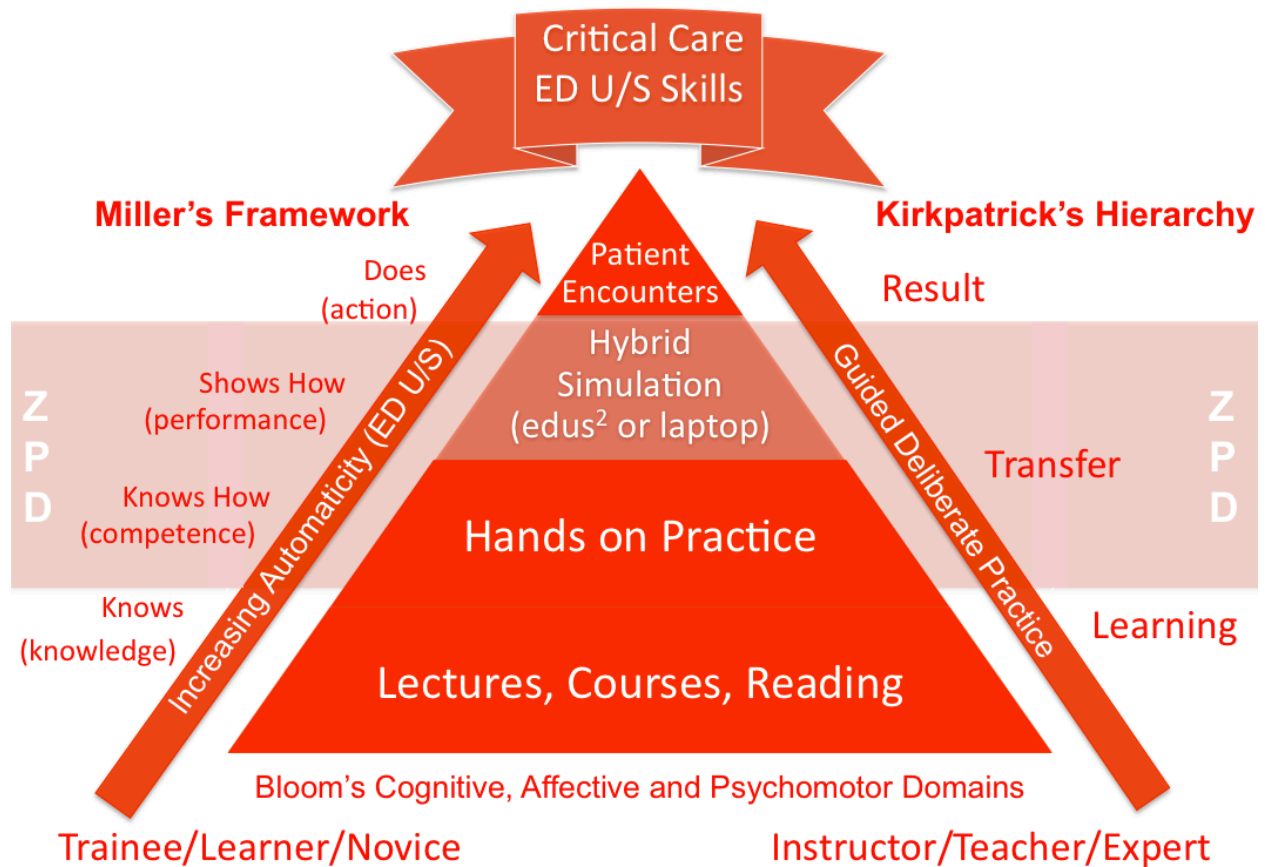 Critical Care
ED U/S Skills
Miller's Framework
Kirkpatrick's Hierarchy
Does
(action)
Patient
Encounters
Result
Z
P
D
Shows How
(performance)
Knows How
(competence)
Increasing Automaticity (ED U/S)
Hybrid
Simulation
(edus² or laptop)
Guided Deliberate Practice
Transfer
Z
P
D
Hands on Practice
Knows
(knowledge)
Learning
Lectures, Courses, Reading
Bloom's Cognitive, Affective and Psychomotor Domains
Trainee/Learner/Novice
Instructor/Teacher/Expert